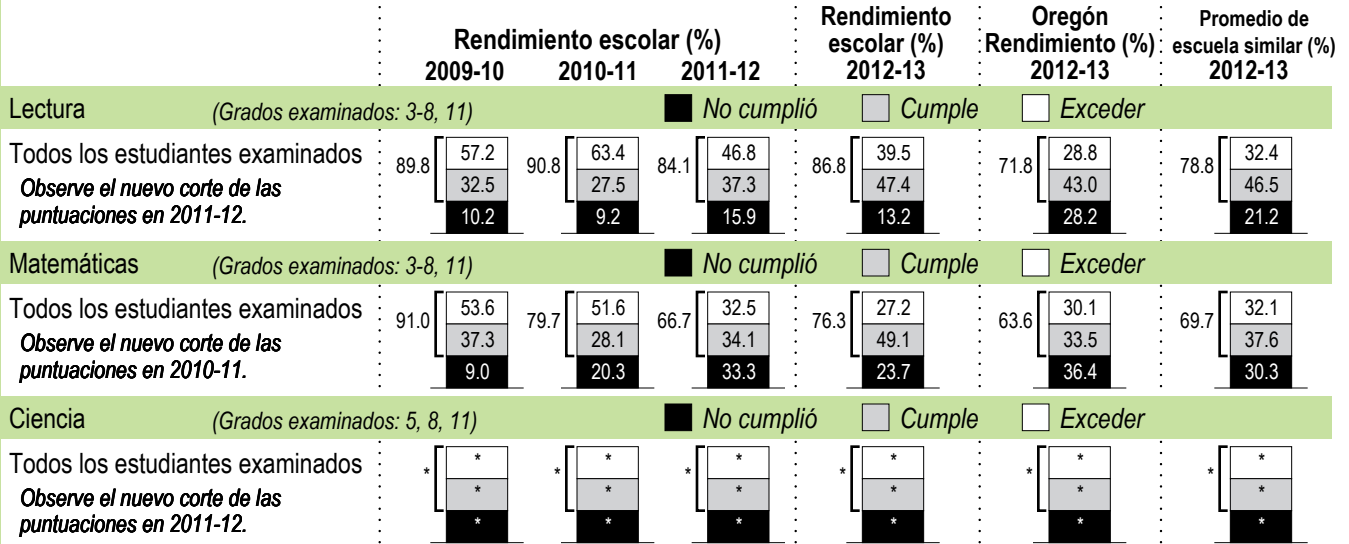 Rendimiento escolar (%)
2009-10 2010-11 2011-12
Rendimiento
escolar (%)
2012-13
Oregón
Rendimiento (%)
2012-13
Promedio de
escuela similar (%)
2012-13
Lectura (Grados examinados: 3-8, 11) No cumplió Cumple Exceder
Todos los estudiantes examinados
Observe el nuevo corte de las
puntuaciones en 2011-12.
89.8 57.2 90.8 63.4 84.1 46.8 86.8 39.5 71.8 28.8 78.8 32.4
32.5 27.5 37.3 47.4 43.0 46.5
10.2 9.2 15.9 13.2 28.2 21.2
Matemáticas (Grados examinados: 3-8, 11) No cumplió Cumple Exceder
Todos los estudiantes examinados
Observe el nuevo corte de las
puntuaciones en 2010-11.
91.0 53.6 79.7 51.6 66.7 32.5 76.3 27.2 63.6 30.1 69.7 32.1
37.3 28.1 34.1 49.1 33.5 37.6
9.0 20.3 33.3 23.7 36.4 30.3
Ciencia (Grados examinados: 5, 8, 11) No cumplió Cumple Exceder
Todos los estudiantes examinados
Observe el nuevo corte de las
puntuaciones en 2011-12.
* * * * * * * * * * * *
* * * * * *
* * * * * *